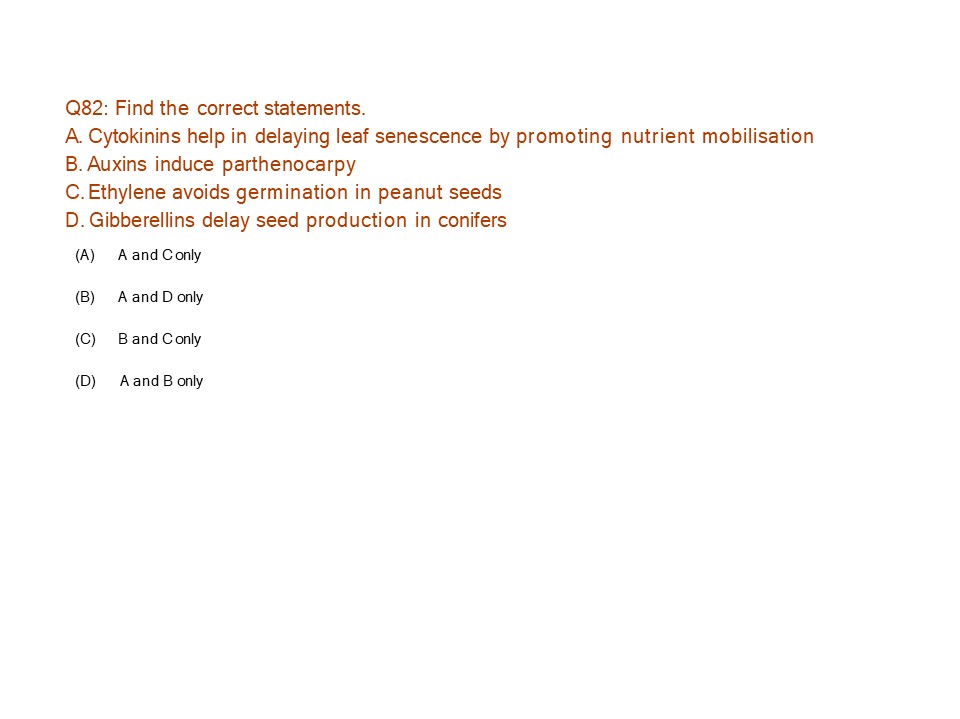 Q82: Find the correct statements.
A. Cytokinins help in delaying leaf senescence by promoting nutrient mobilisation
B. Auxins induce parthenocarpy
C. Ethylene avoids germination in peanut seeds
D. Gibberellins delay seed production in conifers
(A) A and C only
(B) A and D only
(C) B and C only
(D) A and B only